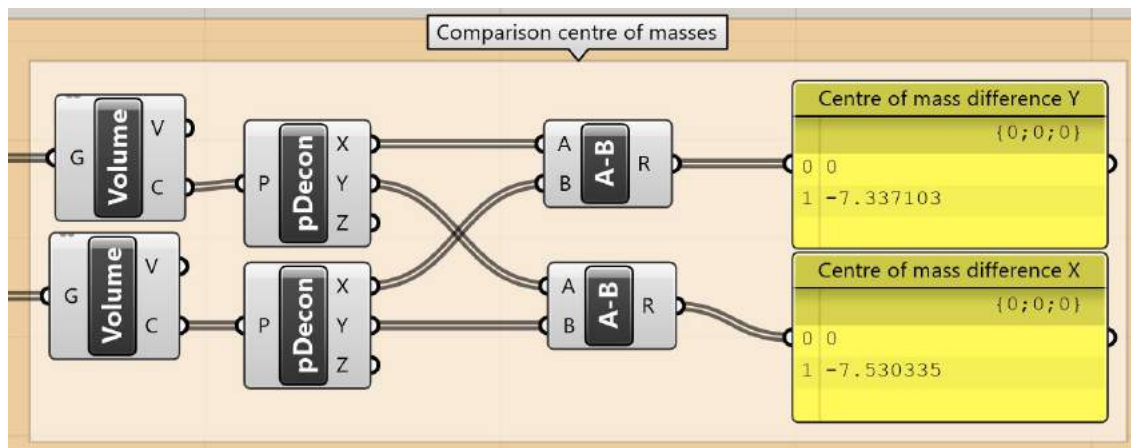 Comparison centre of masses
G
Volume
V
C
P
pDecon
X
Y
Z
A
B
A-B
R
Centre of mass difference Y
{0;0;0}
0 0
1 -7.337103
G
Volume
V
C
P
pDecon
X
Y
Z
A
B
A-B
R
Centre of mass difference X
{0;0;0}
0 0
1 -7.530335